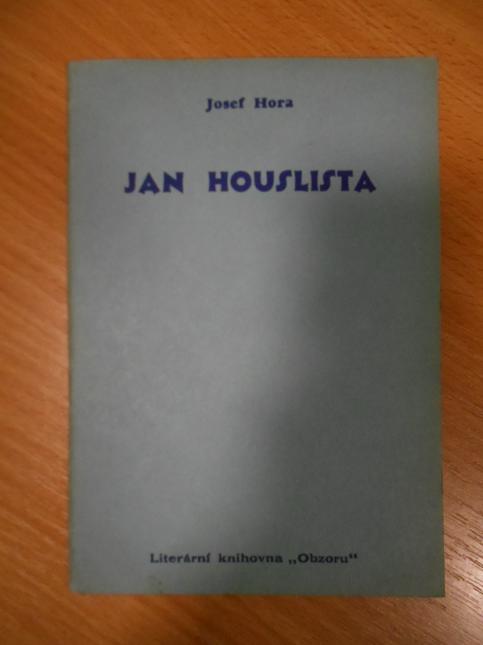 Josef Hora
JAN HOUSLISTA
Literární knihovna „Obzoru“